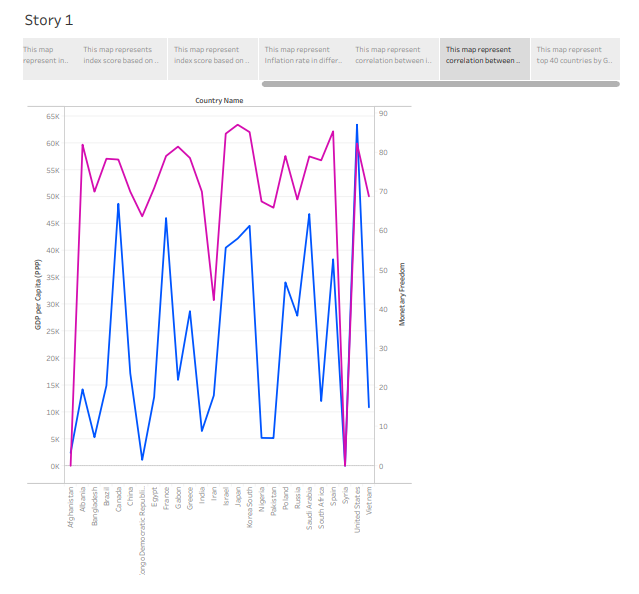 Story 1
This map
represent in..
This map represents
index score based on ..
This map represent
index score based on ..
This map represent
Inflation rate in differ..
This map represent
correlation between i..
This map represent
correlation between ..
This map represent
top 40 countries by G..
Country Name
65K
60K
55K
50K
45K
40K
35K
30K
25K
20K
15K
10K
5K
0K
GDP per Capita (PPP)
90
80
70
60
50
40
30
20
10
0
Monetary Freedom
Afghanistan
Albania
Bangladesh
Brazil
Canada
China
ongo Democratic Republi..
Egypt
France
Gabon
Greece
India
Iran
Israel
Japan
Korea South
Nigeria
Pakistan
Poland
Russia
Saudi Arabia
South Africa
Spain
Syria
United States
Vietnam